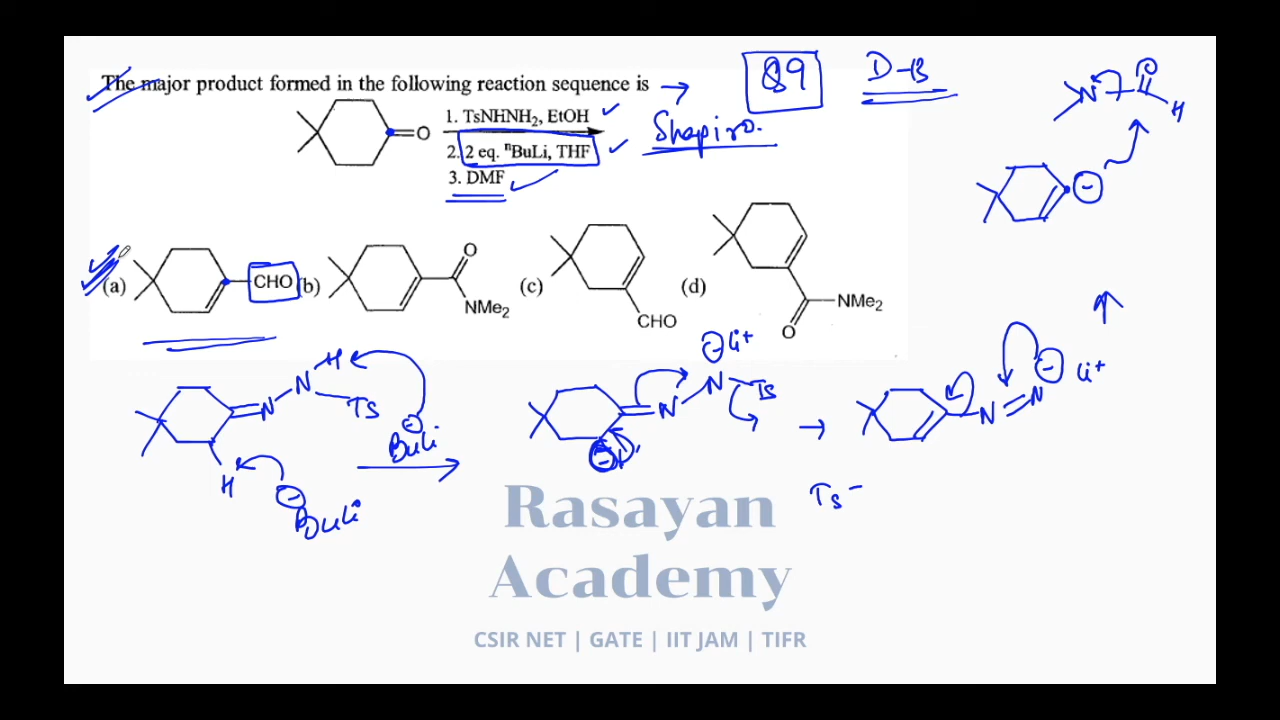 The major product formed in the following reaction sequence is → Q9 D-B
1. TsNHNH₂, EtOH
2. 2 eq. ⁿBuLi, THF
3. DMF
Shapiro.
O
N O H
⊖
(a) CHO (b) O NMe₂ (c) CHO (d) O NMe₂
H N N Ts H
⊖ BuLi
⊖ BuLi
⊖ Li⁺ N N Ts ⊖
→
N=N ⊖ Li⁺
Ts⁻
Rasayan
Academy
CSIR NET | GATE | IIT JAM | TIFR